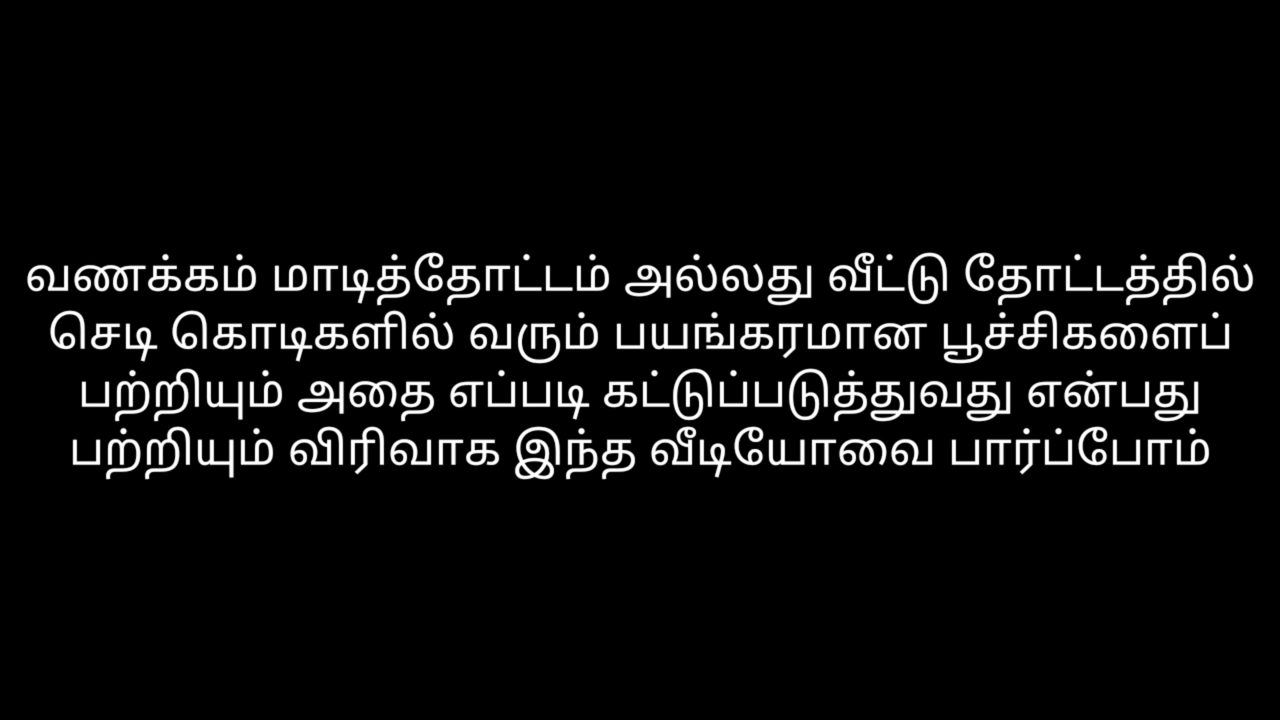 வணக்கம் மாடித்தோட்டம் அல்லது வீட்டு தோட்டத்தில்
செடி கொடிகளில் வரும் பயங்கரமான பூச்சிகளைப்
பற்றியும் அதை எப்படி கட்டுப்படுத்துவது என்பது
பற்றியும் விரிவாக இந்த வீடியோவை பார்ப்போம்